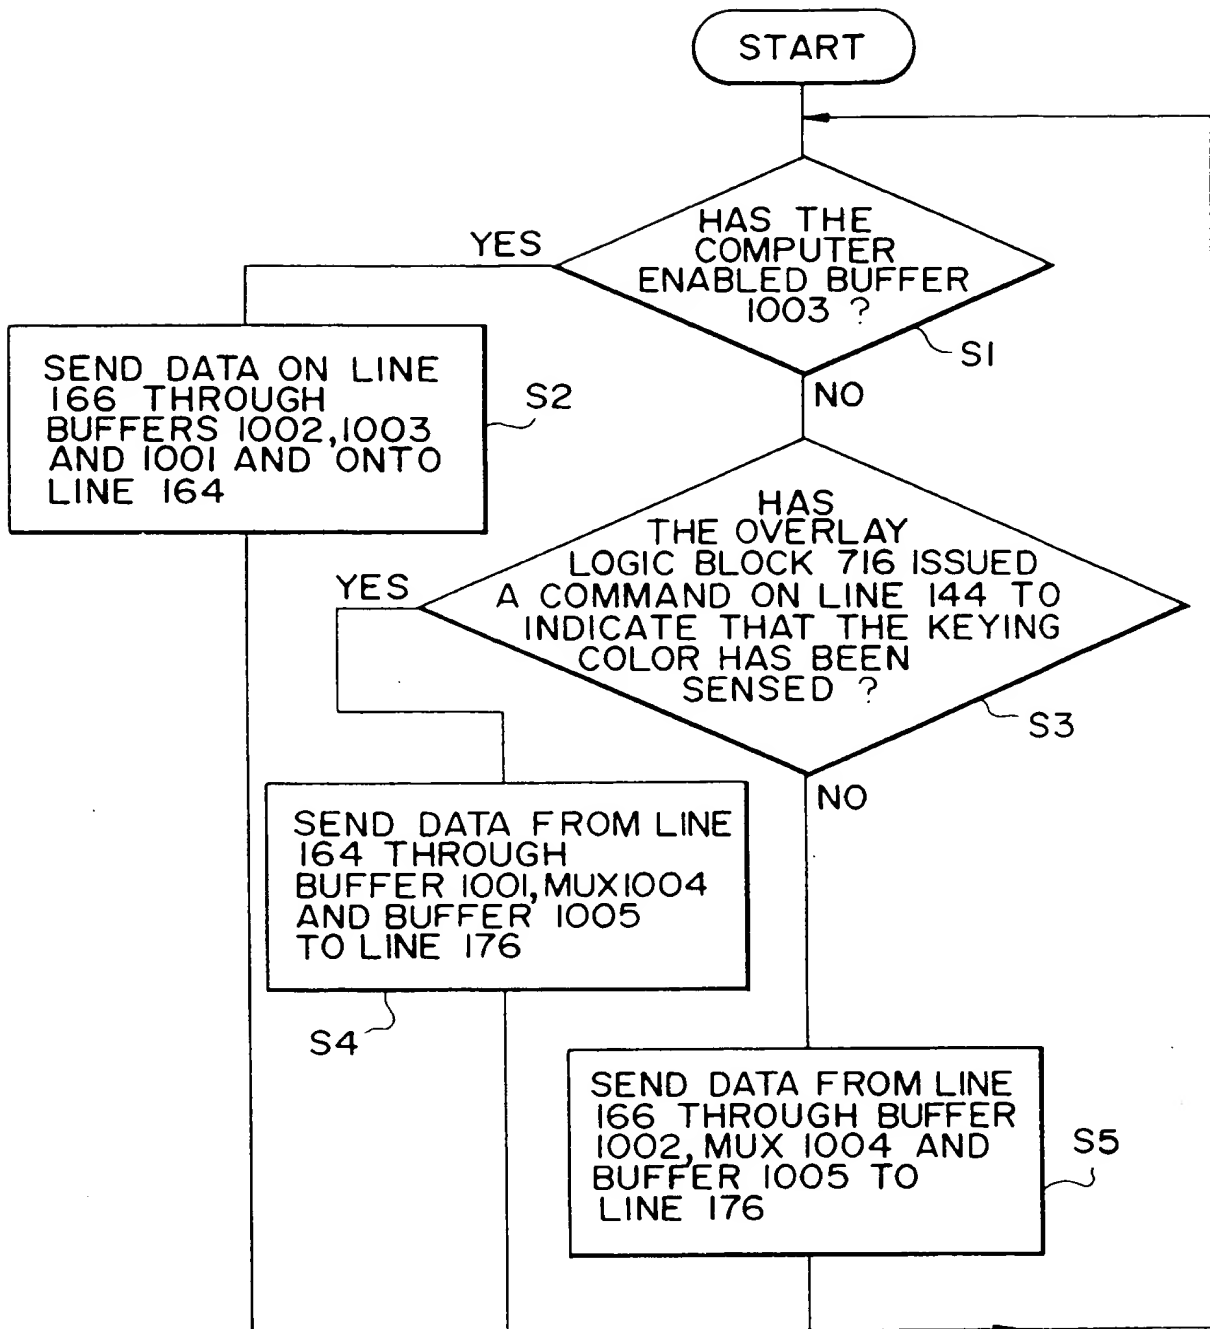 START
HAS THE
COMPUTER
ENABLED BUFFER
1003 ?
YES
S1
NO
SEND DATA ON LINE
166 THROUGH
BUFFERS 1002,1003
AND 1001 AND ONTO
LINE 164
S2
HAS
THE OVERLAY
LOGIC BLOCK 716 ISSUED
A COMMAND ON LINE 144 TO
INDICATE THAT THE KEYING
COLOR HAS BEEN
SENSED ?
YES
S3
NO
SEND DATA FROM LINE
164 THROUGH
BUFFER 1001, MUX1004
AND BUFFER 1005
TO LINE 176
S4
SEND DATA FROM LINE
166 THROUGH BUFFER
1002, MUX 1004 AND
BUFFER 1005 TO
LINE 176
S5